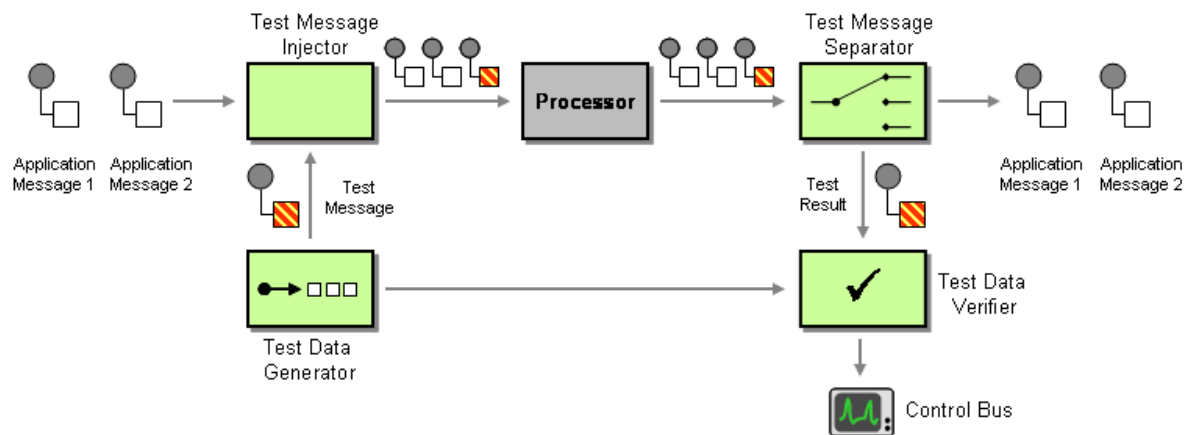 Test Message
Injector
Test Message
Separator
Processor
Application
Message 1
Application
Message 2
Test
Message
Test
Result
Application
Message 1
Application
Message 2
Test Data
Generator
Test Data
Verifier
Control Bus